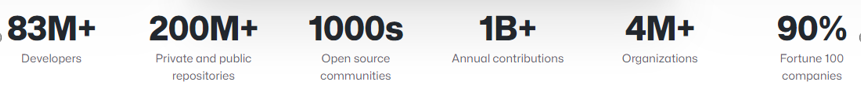 83M+ 200M+ 1000s 1B+ 4M+ 90%
Developers Private and public Open source Annual contributions Organizations Fortune 100
repositories communities companies